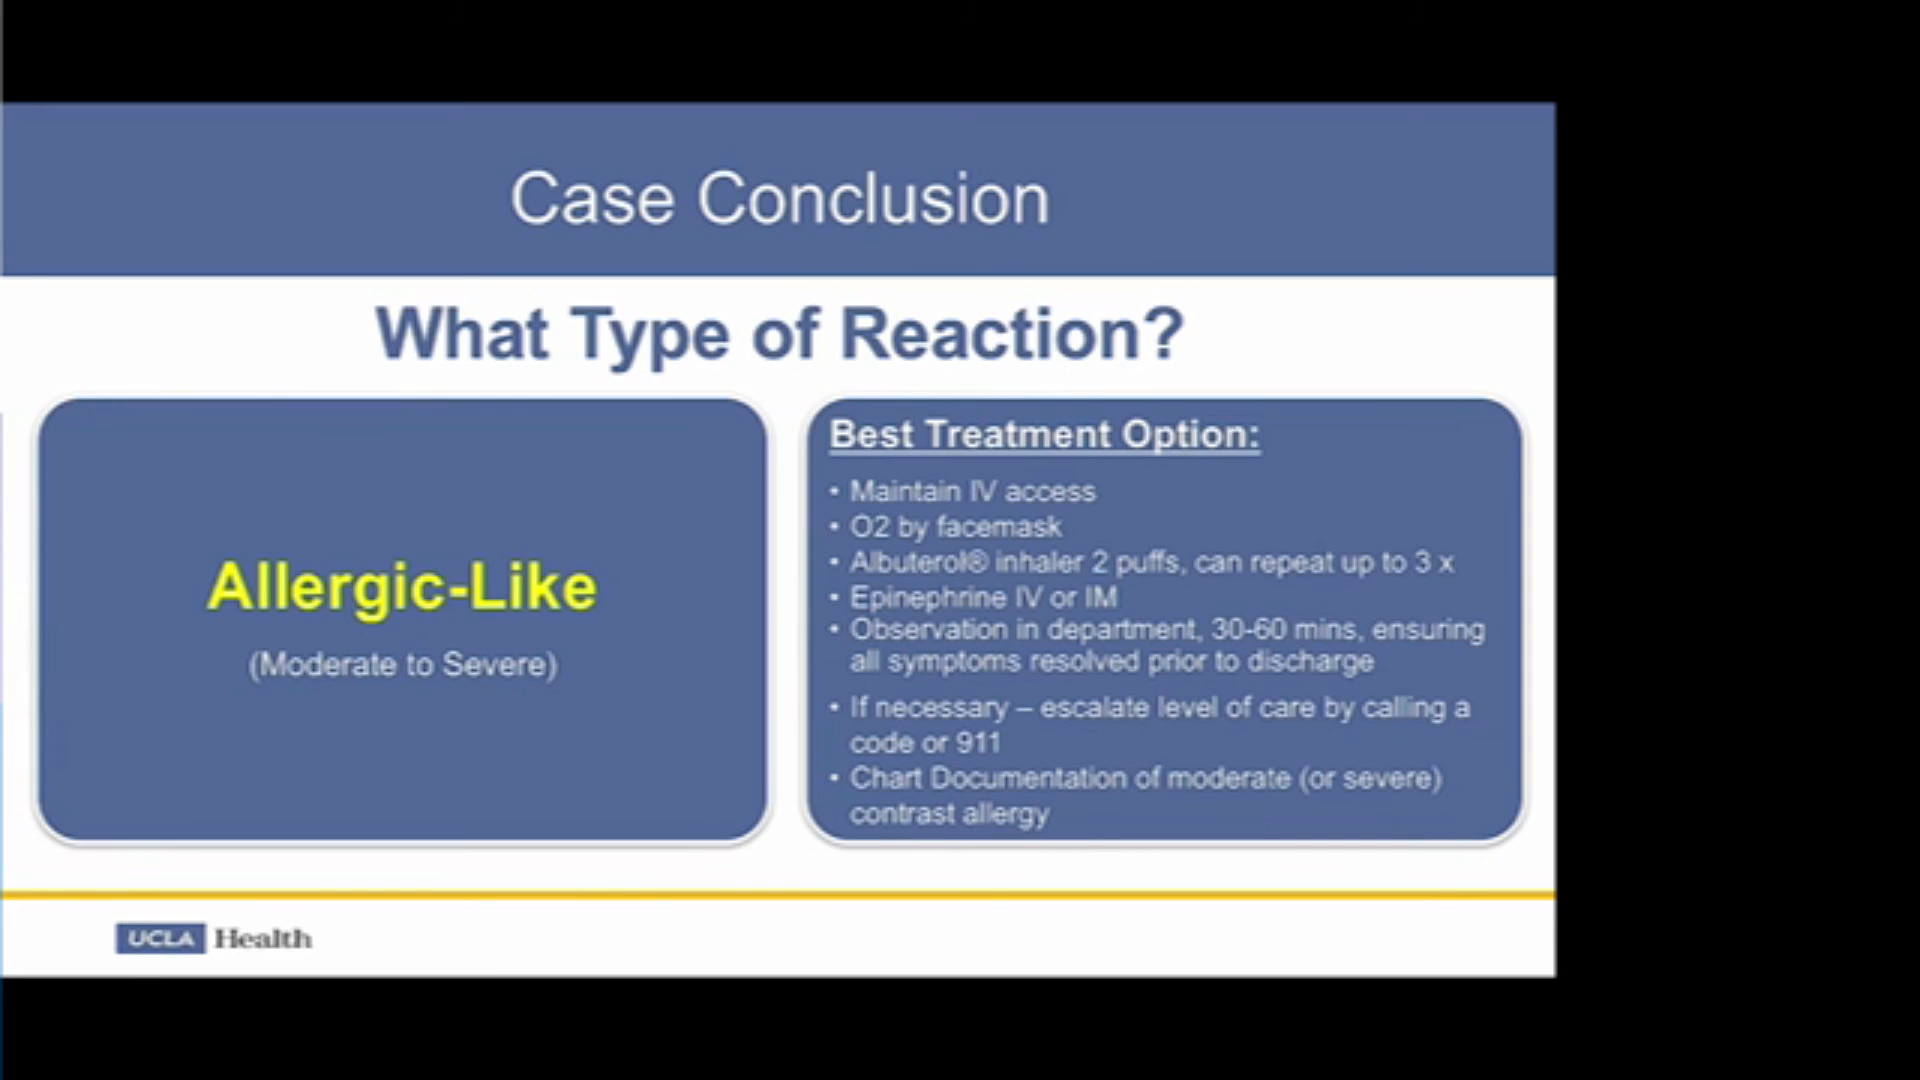 Case Conclusion
What Type of Reaction?
Allergic-Like
(Moderate to Severe)
Best Treatment Option:
• Maintain IV access
• O2 by facemask
• Albuterol® inhaler 2 puffs, can repeat up to 3 x
• Epinephrine IV or IM
• Observation in department, 30-60 mins, ensuring
all symptoms resolved prior to discharge
• If necessary – escalate level of care by calling a
code or 911
• Chart Documentation of moderate (or severe)
contrast allergy
UCLA Health